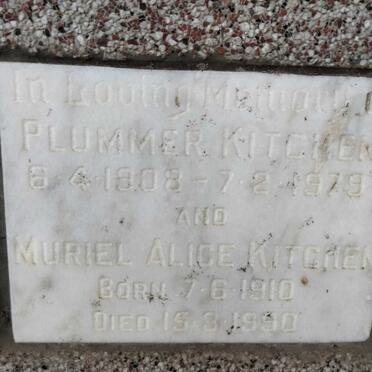 In Loving Memory of
PLUMMER KITCHEN
8·4·1908 - 7·2·1979
AND
MURIEL ALICE KITCHEN
BORN 7·6·1910
DIED 15·3·1990